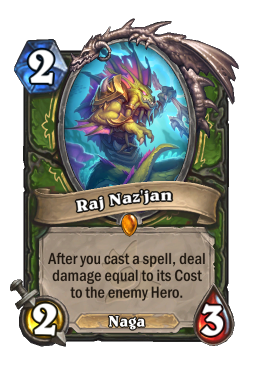 2
Raj Naz'jan
After you cast a spell, deal
damage equal to its Cost
to the enemy Hero.
2
Naga
3